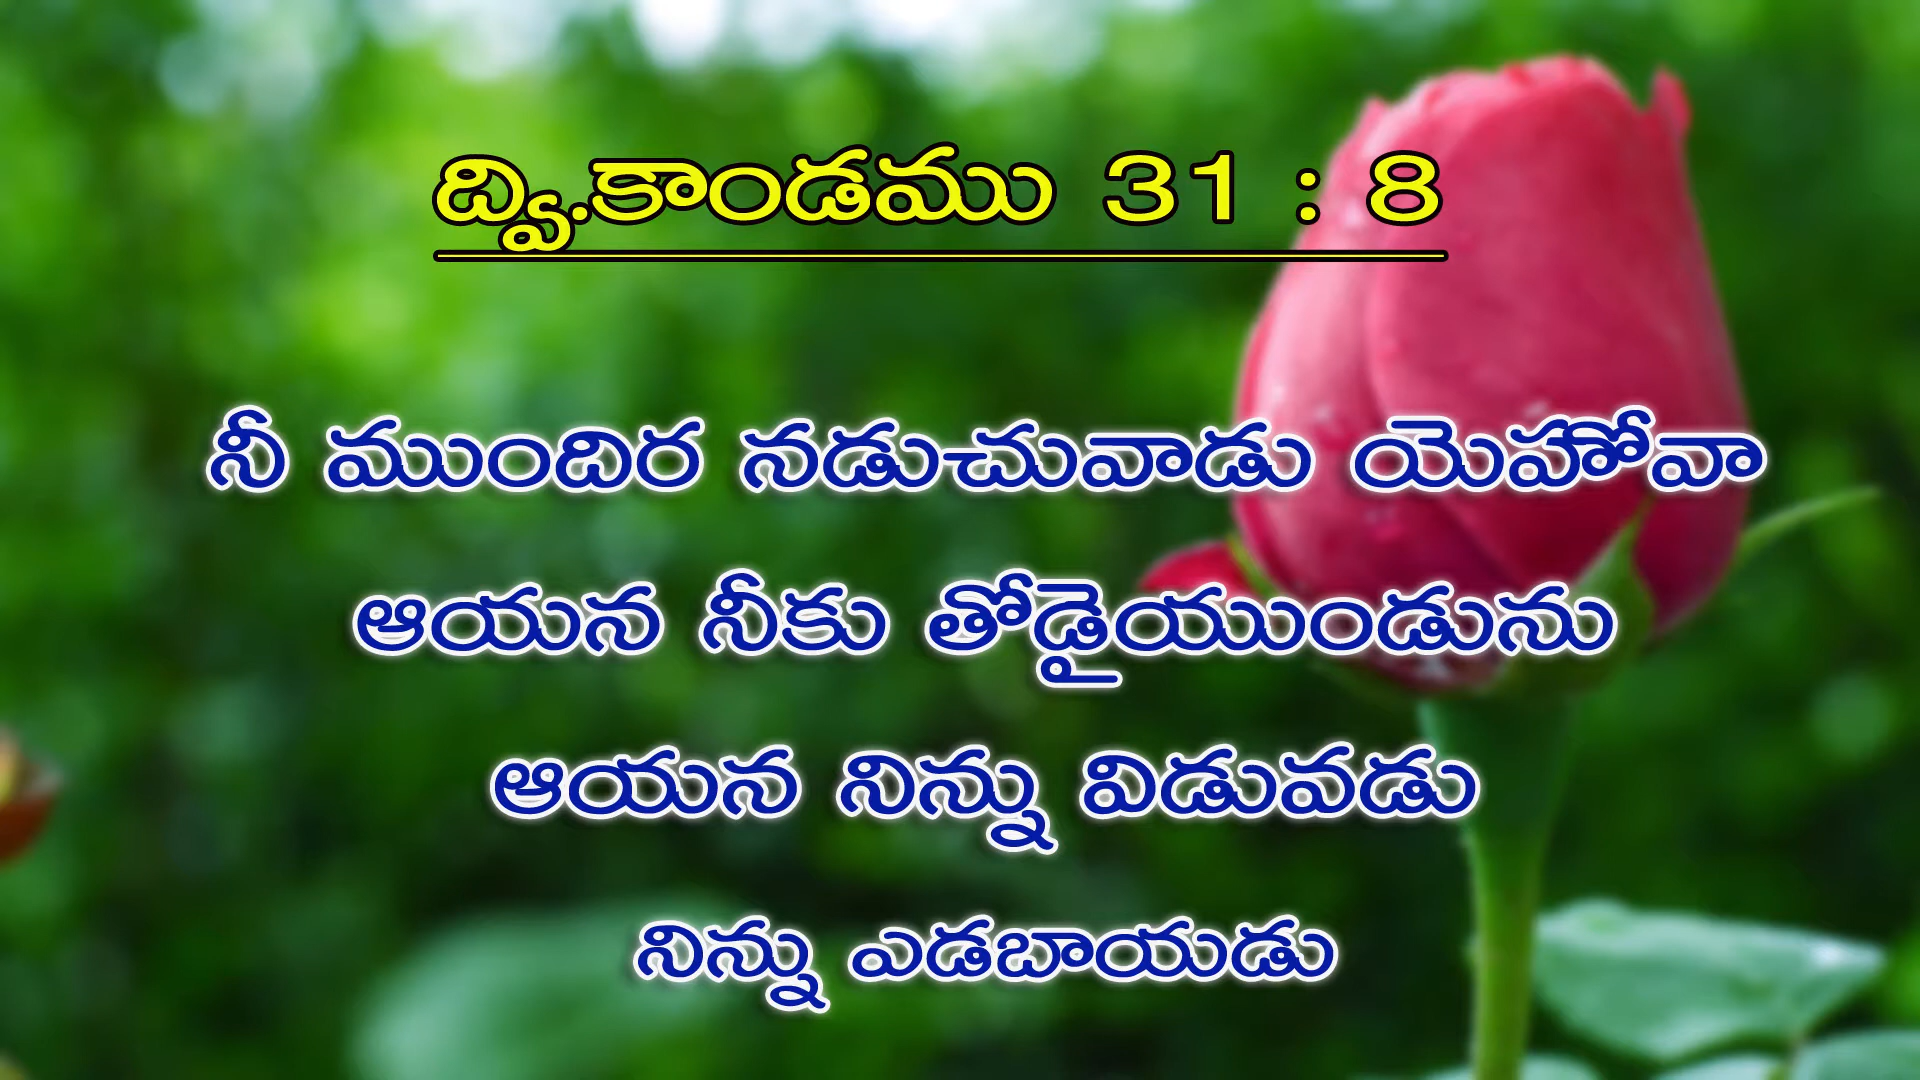 ద్వి.కాండము 31 : 8
నీ ముందిర నడుచువాడు యెహోవా
ఆయన నీకు తోడైయుండును
ఆయన నిన్ను విడువడు
నిన్ను ఎడబాయడు